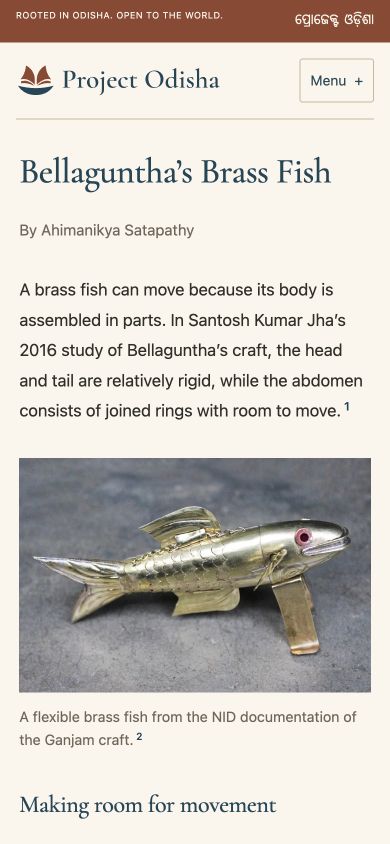 ROOTED IN ODISHA. OPEN TO THE WORLD.
ପ୍ରୋଜେକ୍ଟ ଓଡ଼ିଶା
Project Odisha
Menu +
Bellaguntha’s Brass Fish
By Ahimanikya Satapathy
A brass fish can move because its body is
assembled in parts. In Santosh Kumar Jha’s
2016 study of Bellaguntha’s craft, the head
and tail are relatively rigid, while the abdomen
consists of joined rings with room to move. 1
A flexible brass fish from the NID documentation of
the Ganjam craft. 2
Making room for movement